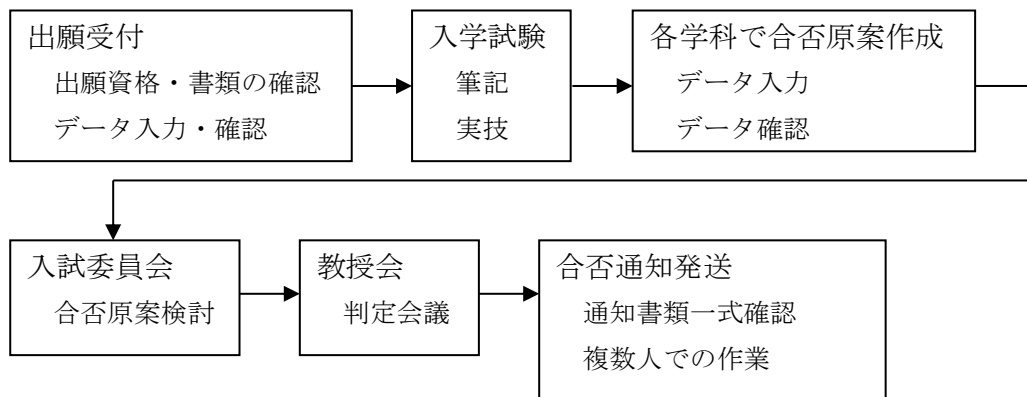 出願受付
出願資格・書類の確認
データ入力・確認
入学試験
筆記
実技
各学科で合否原案作成
データ入力
データ確認
入試委員会
合否原案検討
教授会
判定会議
合否通知発送
通知書類一式確認
複数人での作業